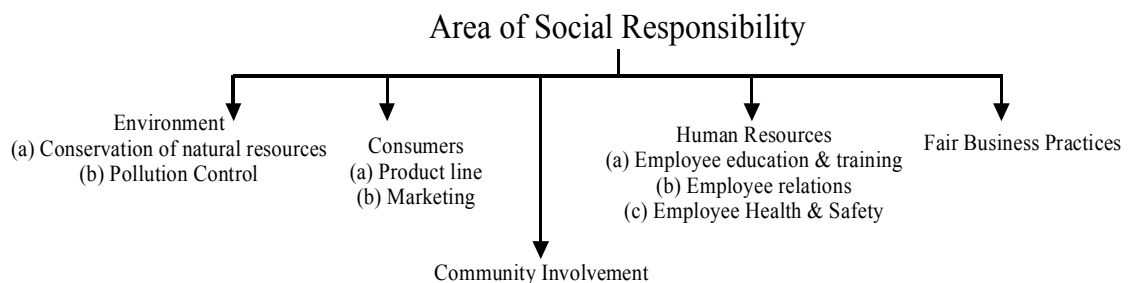 Area of Social Responsibility
Environment
(a) Conservation of natural resources
(b) Pollution Control
Consumers
(a) Product line
(b) Marketing
Community Involvement
Human Resources
(a) Employee education & training
(b) Employee relations
(c) Employee Health & Safety
Fair Business Practices